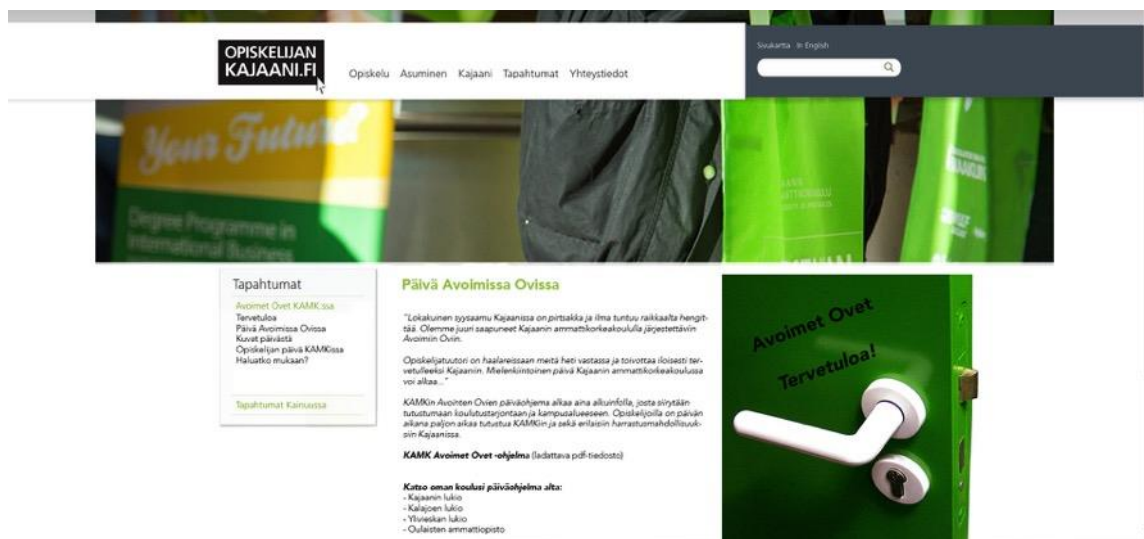 Sivukartta In English
OPISKELIJAN
KAJAANI.FI
Opiskelu Asuminen Kajaani Tapahtumat Yhteystiedot
Your Future
Degree Programme in
International Business
Tapahtumat
Avoimet Ovet KAMK:ssa
Tervetuloa
Päivä Avoimissa Ovissa
Kuvat päivästä
Opiskelijan päivä KAMKissa
Haluatko mukaan?
Tapahtumat Kainuussa
Päivä Avoimissa Ovissa
"Lokakuinen syysaamu Kajaanissa on pirtsakka ja ilma tuntuu raikkaalta hengit-
tää. Olemme juuri saapuneet Kajaanin ammattikorkeakoululla järjestettäviin
Avoimiin Oviin.
Opiskelijatuutori on haalareissaan meitä heti vastassa ja toivottaa iloisesti ter-
vetulleeksi Kajaaniin. Mielenkiintoinen päivä Kajaanin ammattikorkeakoulussa
voi alkaa..."
KAMKin Avointen Ovien päiväohjema alkaa aina alkuinfolla, josta siirytään
tutustumaan koulutustarjontaan ja kampusalueeseen. Opiskelijoilla on päivän
aikana paljon aikaa tutustua KAMKiin ja sekä erilaisiin harrastusmahdollisuuk-
siin Kajaanissa.
KAMK Avoimet Ovet -ohjelma (ladattava pdf-tiedosto)
Katso oman koulusi päiväohjelma alta:
- Kajaanin lukio
- Kalajoen lukio
- Ylivieskan lukio
- Oulaisten ammattiopisto
Avoimet Ovet
Tervetuloa!